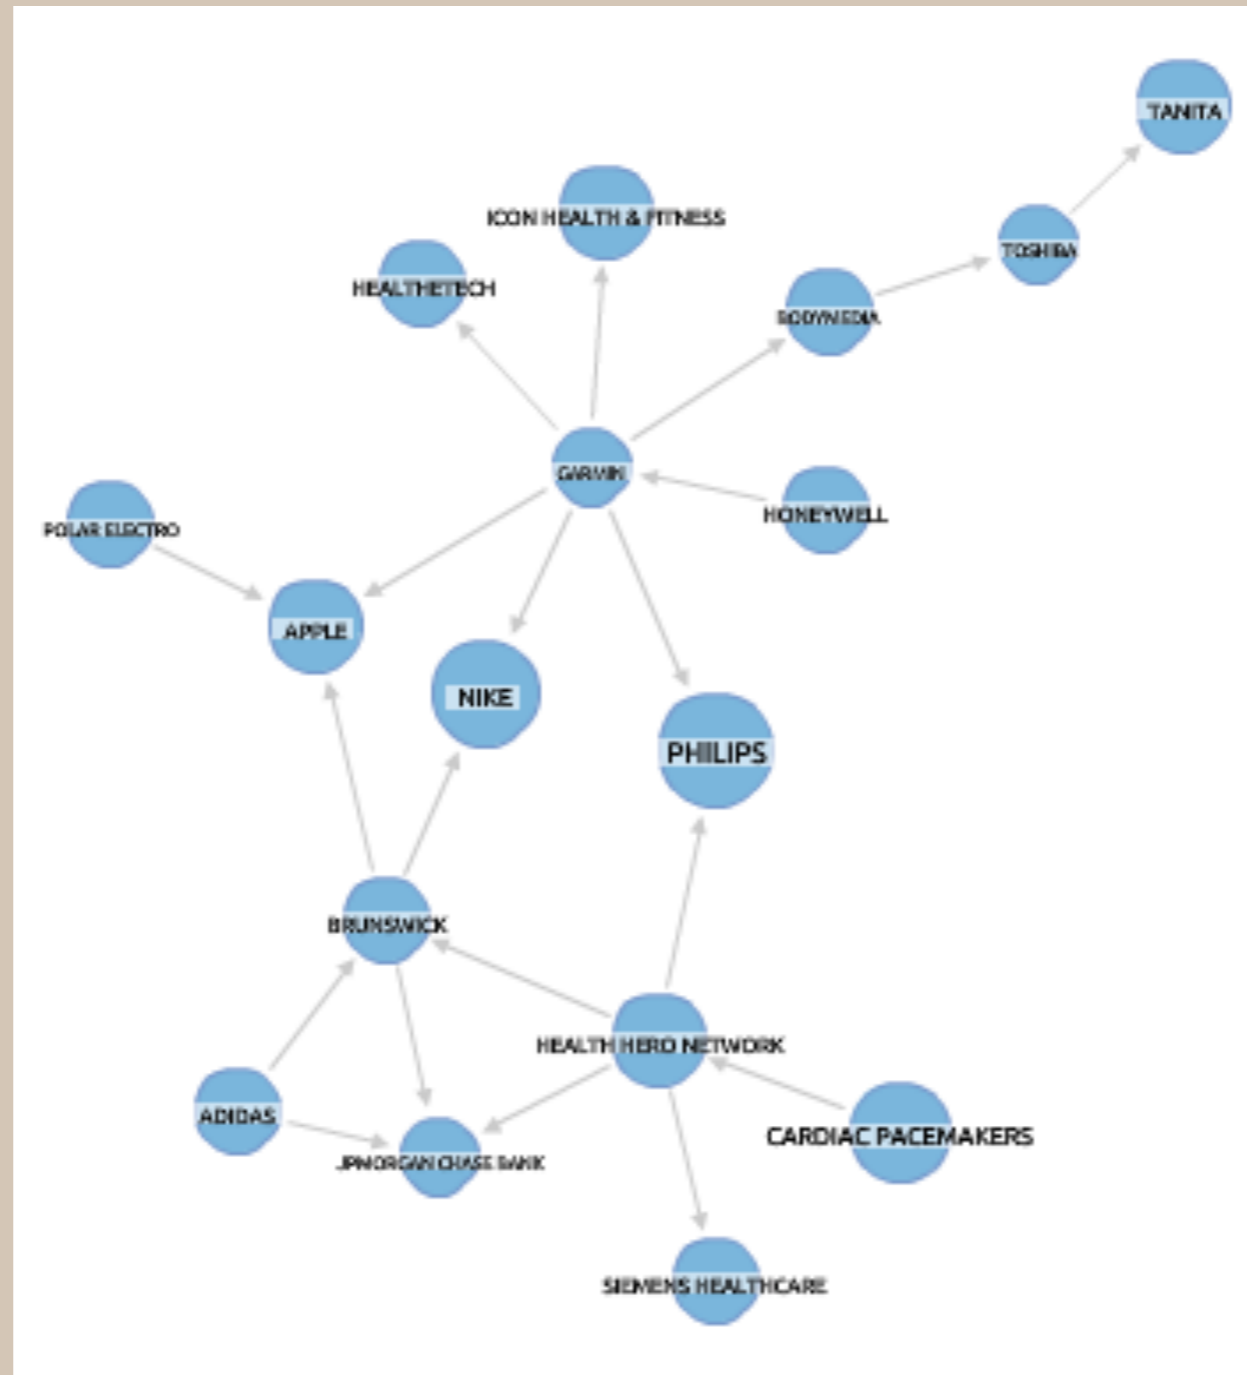 TANITA
ICON HEALTH & FITNESS
TOSHIBA
HEALTHETECH
BODYMEDIA
GARMIN
HONEYWELL
POLAR ELECTRO
APPLE
NIKE
PHILIPS
BRUNSWICK
HEALTH HERO NETWORK
ADIDAS
CARDIAC PACEMAKERS
JPMORGAN CHASE BANK
SIEMENS HEALTHCARE